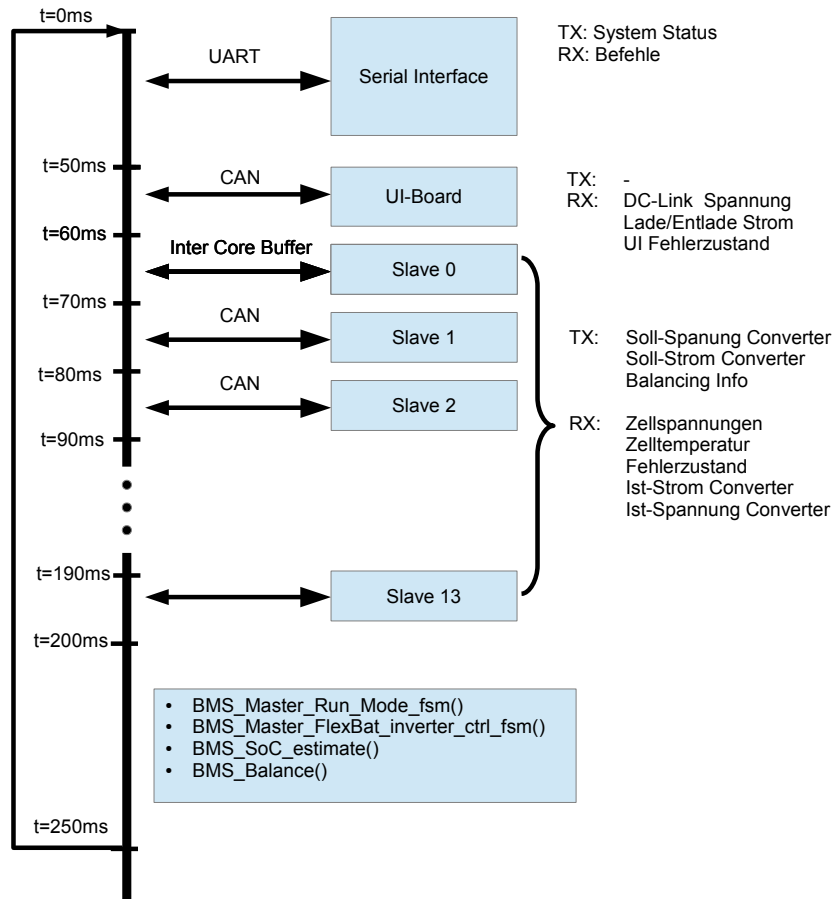 t=0ms
UART
Serial Interface
TX: System Status
RX: Befehle
t=50ms
CAN
UI-Board
TX: -
RX: DC-Link Spannung
Lade/Entlade Strom
UI Fehlerzustand
t=60ms
Inter Core Buffer
Slave 0
t=70ms
CAN
Slave 1
TX: Soll-Spanung Converter
Soll-Strom Converter
Balancing Info
t=80ms
CAN
Slave 2
RX: Zellspannungen
Zelltemperatur
Fehlerzustand
Ist-Strom Converter
Ist-Spannung Converter
t=90ms
t=190ms
Slave 13
t=200ms
• BMS_Master_Run_Mode_fsm()
• BMS_Master_FlexBat_inverter_ctrl_fsm()
• BMS_SoC_estimate()
• BMS_Balance()
t=250ms